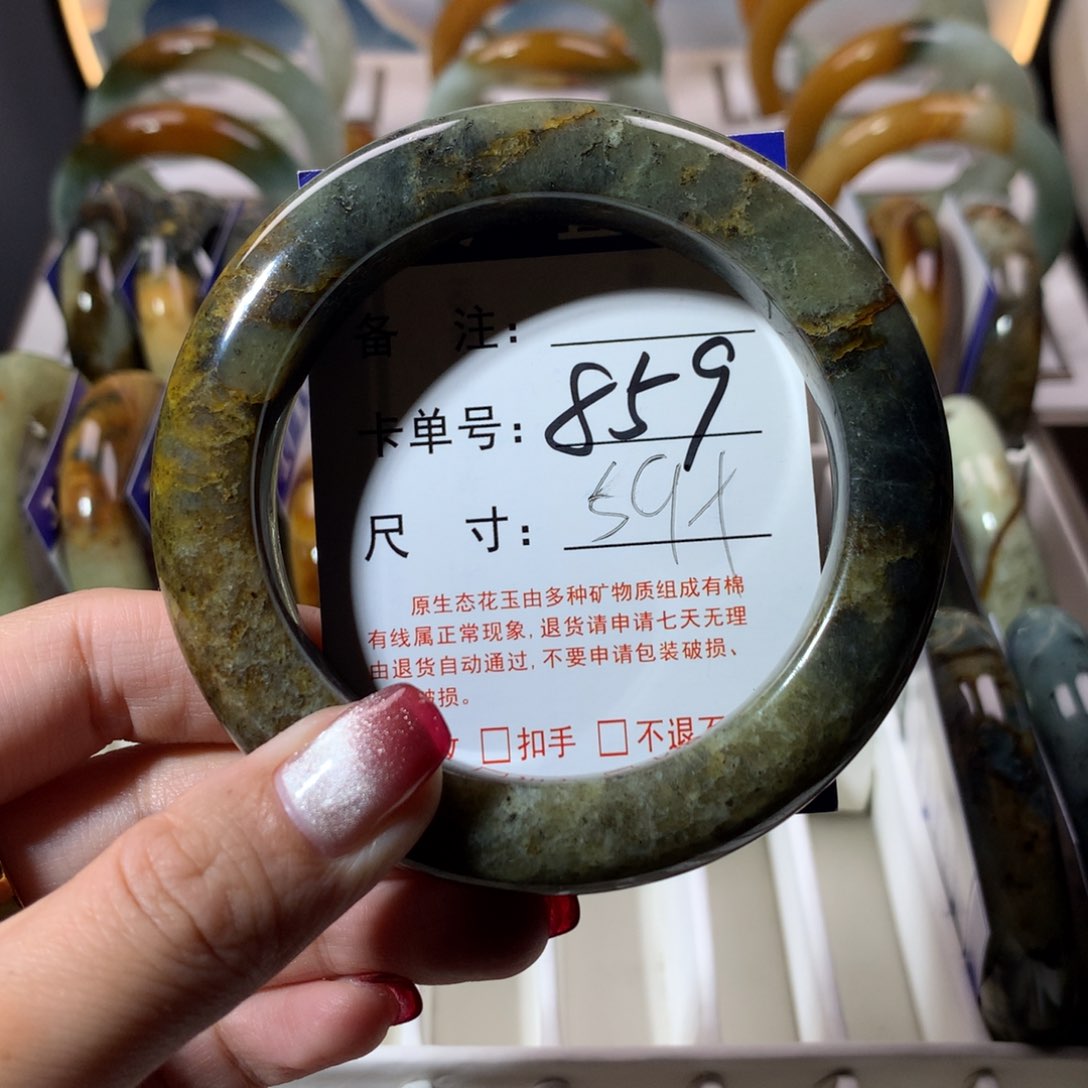 备 注：
卡单号：859
尺 寸：59
原生态花玉由多种矿物质组成有棉
有线属正常现象，退货请申请七天无理
由退货自动通过，不要申请包装破损、
破损。
□扣手 □不退